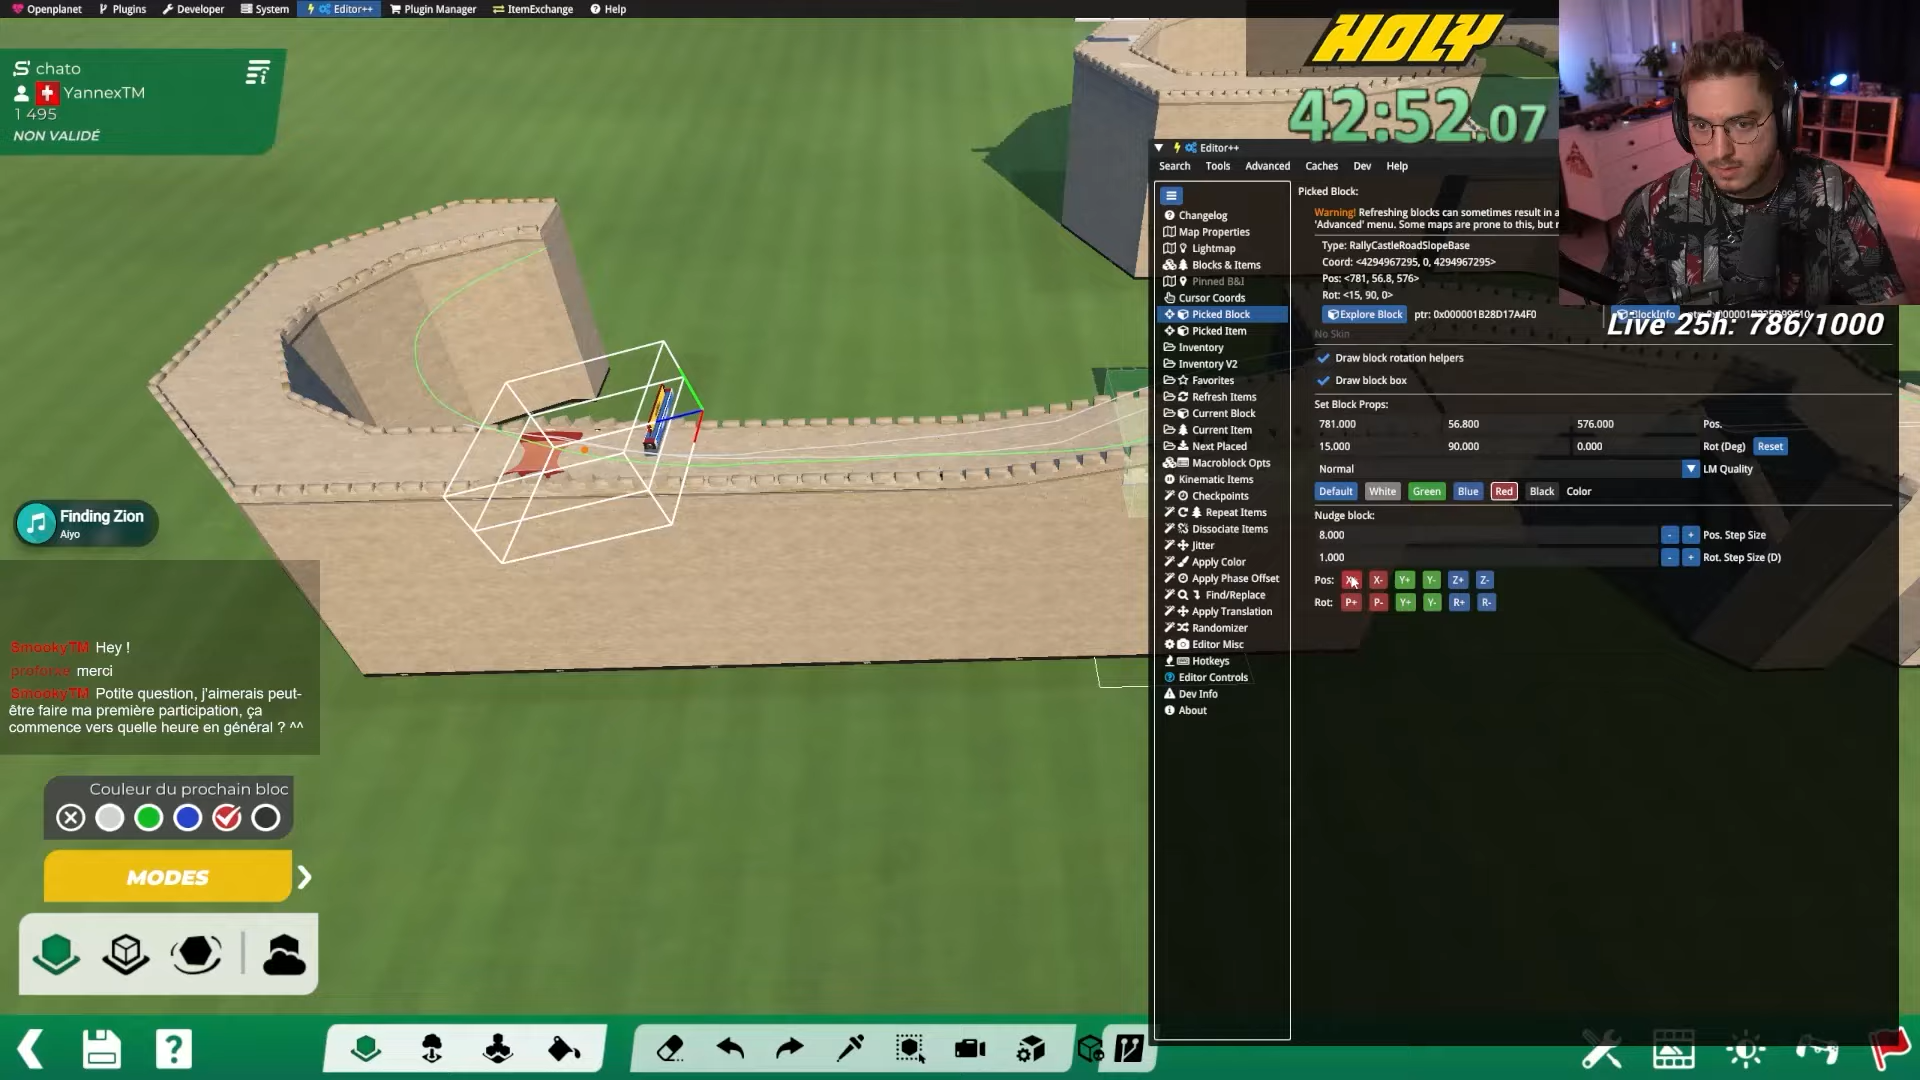 Openplanet
Plugins
Developer
System
Editor++
Plugin Manager
ItemExchange
Help
chato
YannexTM
1 495
NON VALIDÉ
HOLY
42:52.07
Live 25h: 786/1000
Editor++
Search
Tools
Advanced
Caches
Dev
Help
Changelog
Map Properties
Lightmap
Blocks & Items
Pinned B&I
Cursor Coords
Picked Block
Picked Item
Inventory
Inventory V2
Favorites
Refresh Items
Current Block
Current Item
Next Placed
Macroblock Opts
Kinematic Items
Checkpoints
Repeat Items
Dissociate Items
Jitter
Apply Color
Apply Phase Offset
Find/Replace
Apply Translation
Randomizer
Editor Misc
Hotkeys
Editor Controls
Dev Info
About
Picked Block:
Warning! Refreshing blocks can sometimes result in a
'Advanced' menu. Some maps are prone to this, but
Type: RallyCastleRoadSlopeBase
Coord: <4294967295, 0, 4294967295>
Pos: <781, 56.8, 576>
Rot: <15, 90, 0>
Explore Block ptr: 0x000001B28D17A4F0
No Skin
Draw block rotation helpers
Draw block box
Set Block Props:
781.000 56.800 576.000 Pos.
15.000 90.000 0.000 Rot (Deg) Reset
Normal LM Quality
Default White Green Blue Red Black Color
Nudge block:
8.000 - + Pos. Step Size
1.000 - + Rot. Step Size (D)
Pos: X- Y+ Y- Z+ Z-
Rot: P+ P- Y+ Y- R+ R-
Finding Zion
Aiyo
SmookyTM Hey !
merci
SmookyTM Potite question, j'aimerais peut-
être faire ma première participation, ça
commence vers quelle heure en général ? ^^
Couleur du prochain bloc
MODES